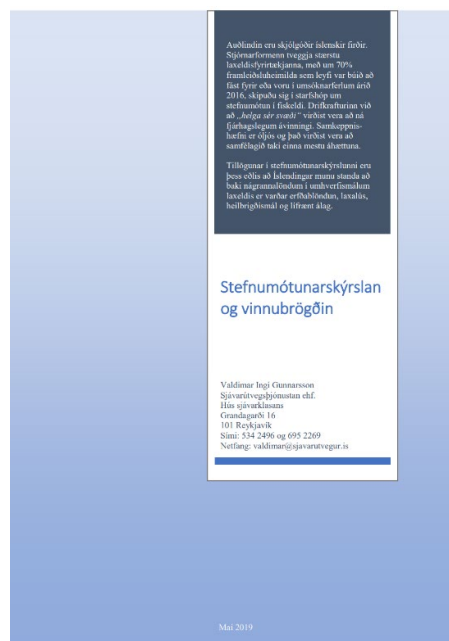 Auðlindin eru skjólgóðir íslenskir firðir.
Stjórnarformenn tveggja stærstu
laxeldisfyrirtækjanna, með um 70%
framleiðsluheimilda sem leyfi var búið að
fást fyrir eða voru í umsóknarferlum árið
2016, skipuðu sig í starfshóp um
stefnumótun í fiskeldi. Drifkrafturinn við
að „helga sér svæði“ virðist vera að ná
fjárhagslegum ávinningi. Samkeppnis-
hæfni er óljós og það virðist vera að
samfélagið taki einna mestu áhættuna.
Tillögunar í stefnumótunarskýrslunni eru
þess eðlis að Íslendingar munu standa að
baki nágrannalöndum í umhverfismálum
laxeldis er varðar erfðablöndun, laxalús,
heilbrigðismál og lífrænt álag.
Stefnumótunarskýrslan
og vinnubrögðin
Valdimar Ingi Gunnarsson
Sjávarútvegsþjónustan ehf.
Hús sjávarklasans
Grandagarði 16
101 Reykjavík
Sími: 534 2496 og 695 2269
Netfang: valdimar@sjavarutvegur.is
Maí 2019